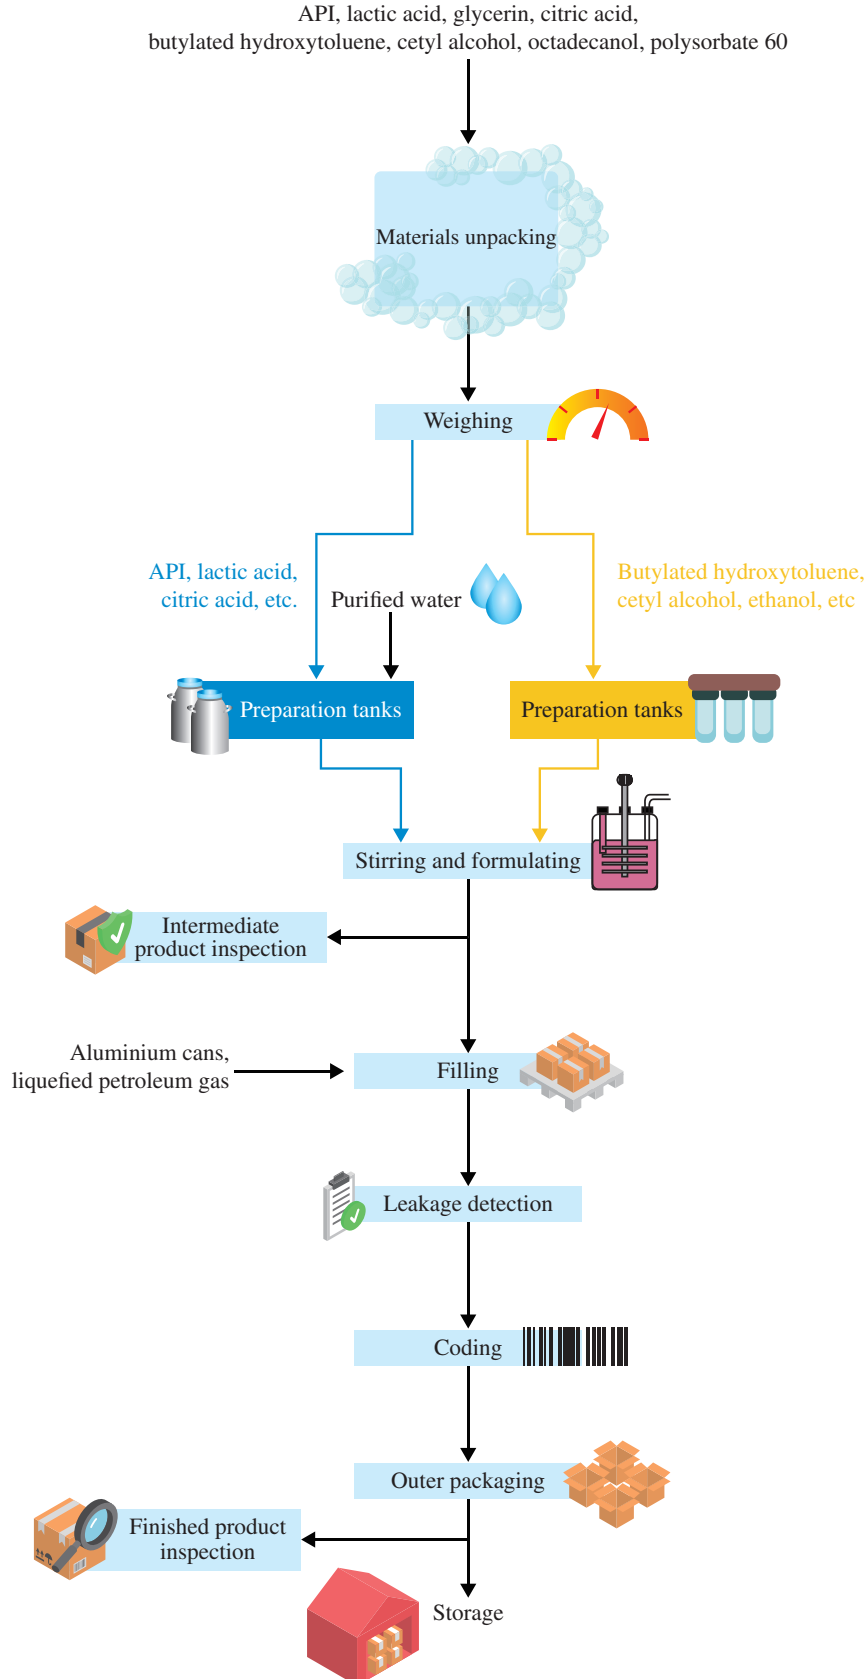 API, lactic acid, glycerin, citric acid,
butylated hydroxytoluene, cetyl alcohol, octadecanol, polysorbate 60
Materials unpacking
Weighing
API, lactic acid,
citric acid, etc.
Purified water
Butylated hydroxytoluene,
cetyl alcohol, ethanol, etc
Preparation tanks
Preparation tanks
Stirring and formulating
Intermediate
product inspection
Aluminium cans,
liquefied petroleum gas
Filling
Leakage detection
Coding
Outer packaging
Finished product
inspection
Storage